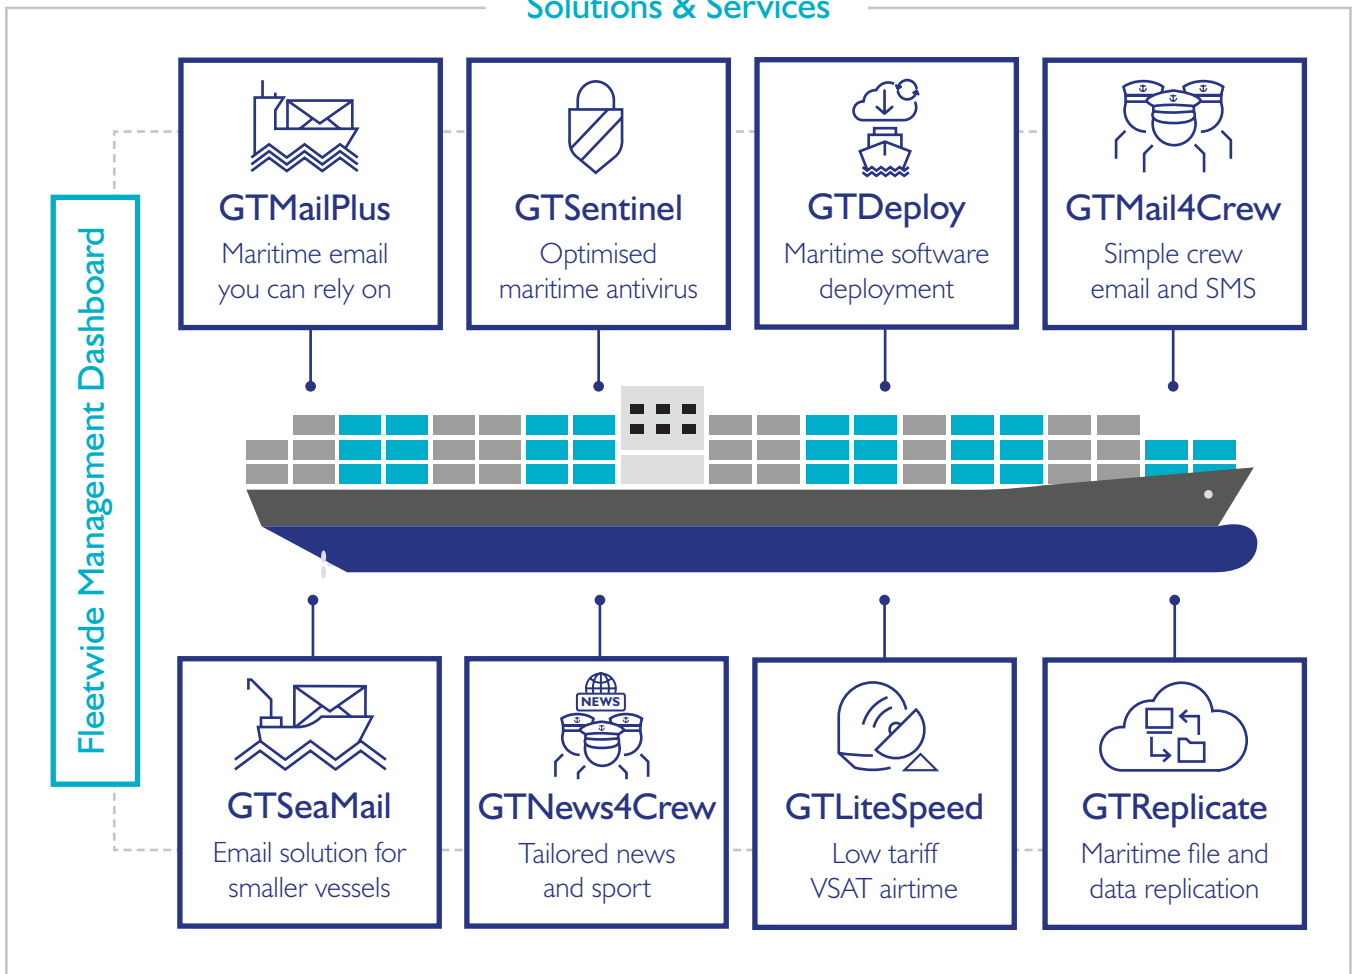 Solutions & Services
GTMailPlus
Maritime email
you can rely on
GTSentinel
Optimised
maritime antivirus
GTDeploy
Maritime software
deployment
GTMail4Crew
Simple crew
email and SMS
Fleetwide Management Dashboard
GTSeaMail
Email solution for
smaller vessels
NEWS
GTNews4Crew
Tailored news
and sport
GTLiteSpeed
Low tariff
VSAT airtime
GTReplicate
Maritime file and
data replication